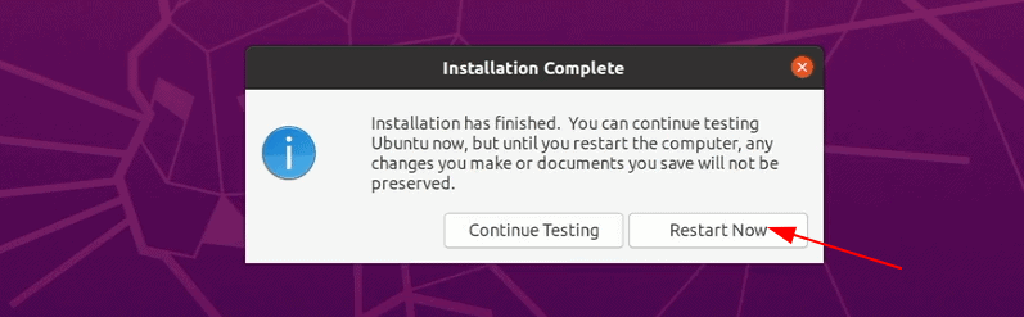 Installation Complete
Installation has finished.  You can continue testing
Ubuntu now, but until you restart the computer, any
changes you make or documents you save will not be
preserved.
Continue Testing
Restart Now